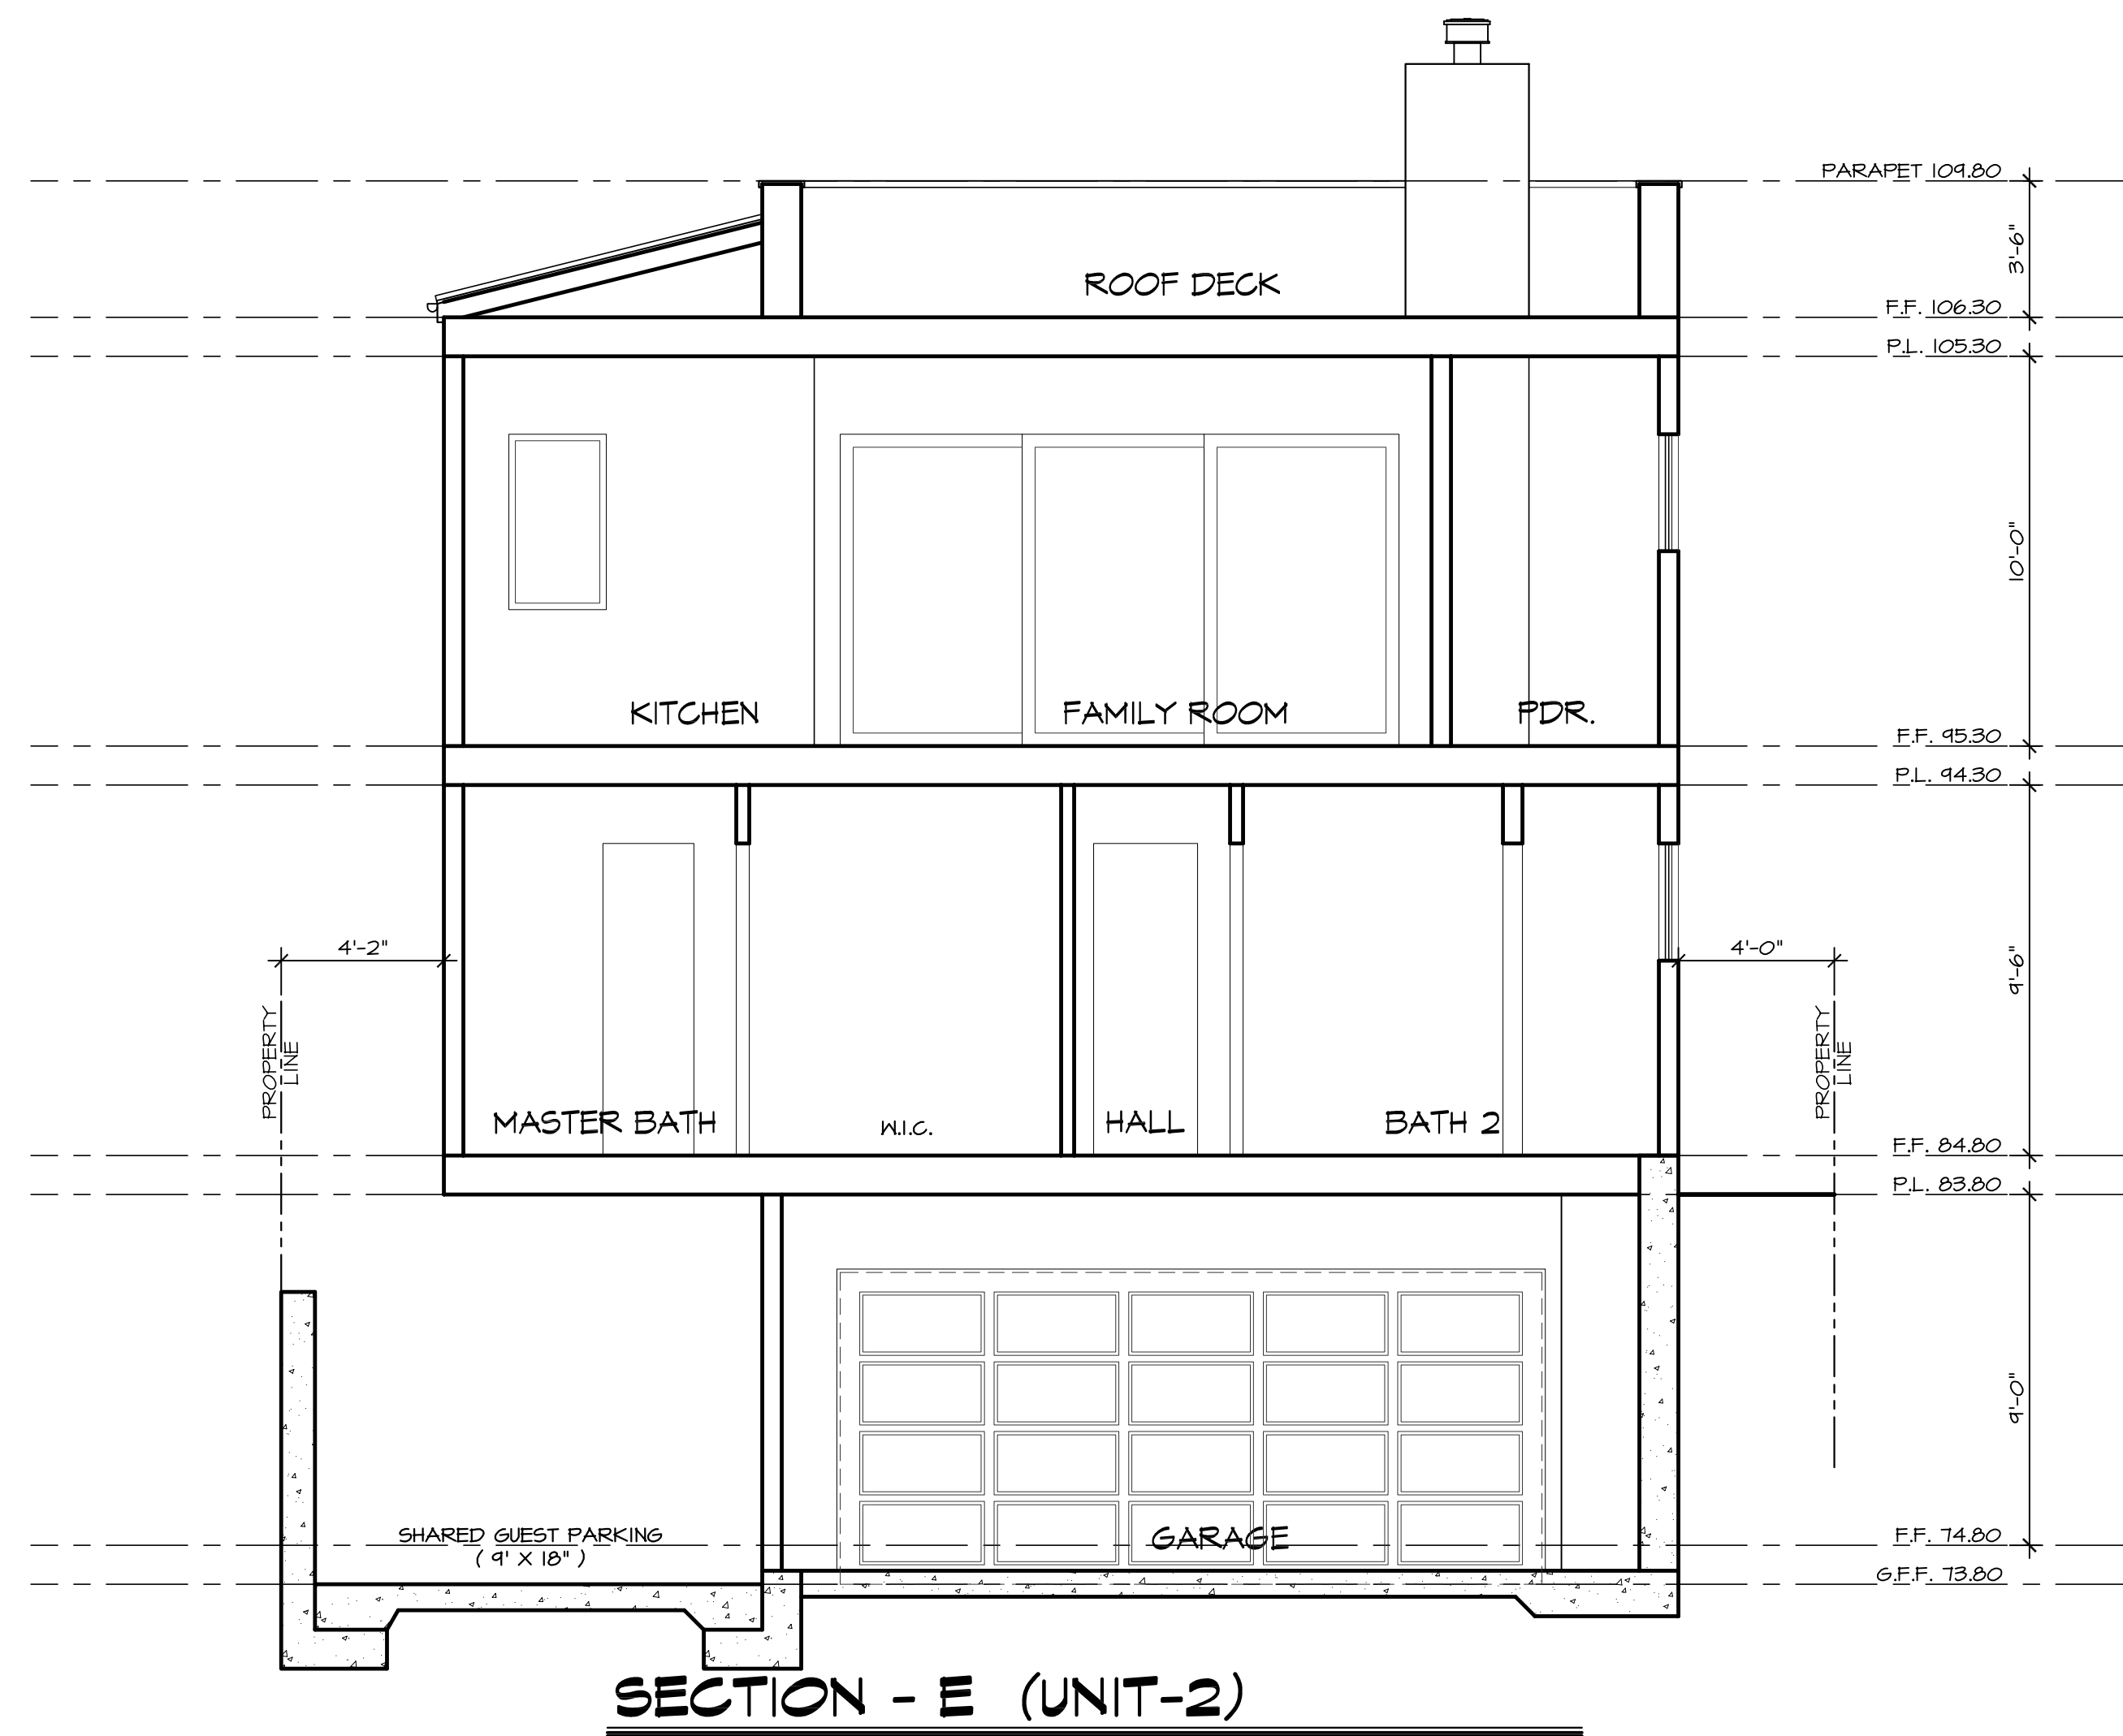 PARAPET 109.80
3'-6"
ROOF DECK
F.F. 106.30
P.L. 105.30
10'-0"
KITCHEN
FAMILY ROOM
PDR.
F.F. 95.30
P.L. 94.30
4'-2"
4'-0"
9'-6"
PROPERTY
LINE
PROPERTY
LINE
MASTER BATH
W.I.C.
HALL
BATH 2
F.F. 84.80
P.L. 83.80
9'-0"
SHARED GUEST PARKING
( 9' X 18" )
GARAGE
F.F. 74.80
G.F.F. 73.80
SECTION - E (UNIT-2)